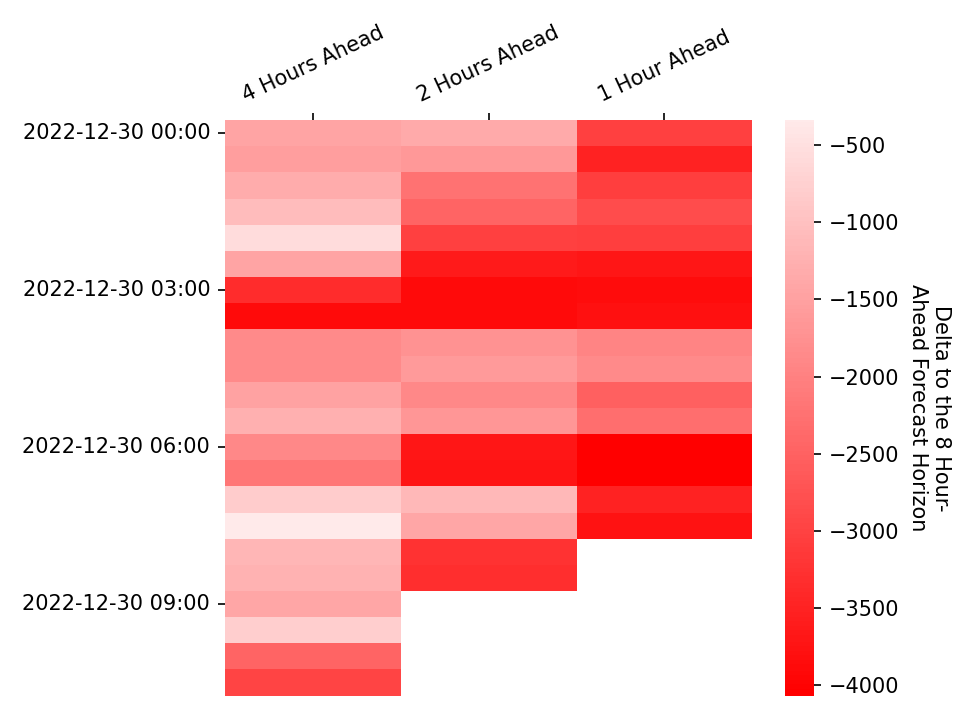 4 Hours Ahead
2 Hours Ahead
1 Hour Ahead
2022-12-30 00:00
2022-12-30 03:00
2022-12-30 06:00
2022-12-30 09:00
−500
−1000
−1500
−2000
−2500
−3000
−3500
−4000
Delta to the 8 Hour-
Ahead Forecast Horizon